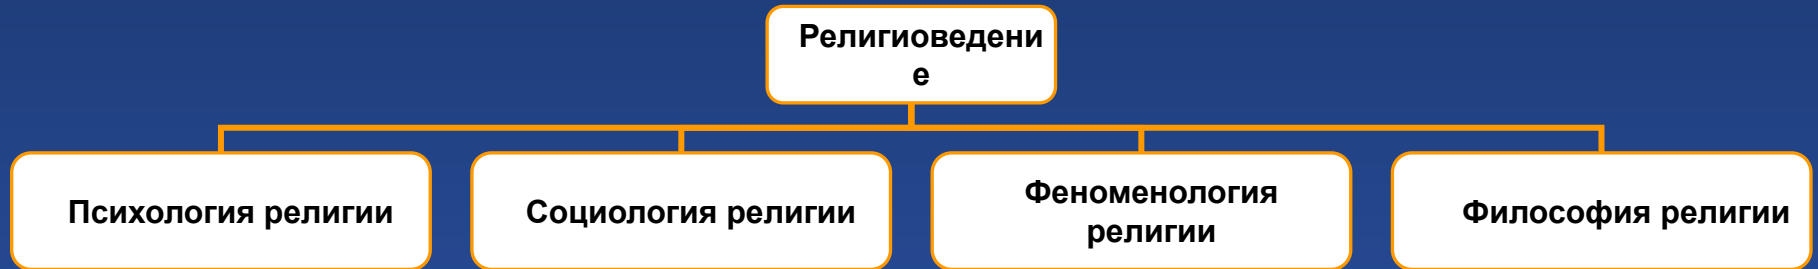 Религиоведени
е
Психология религии
Социология религии
Феноменология
религии
Философия религии